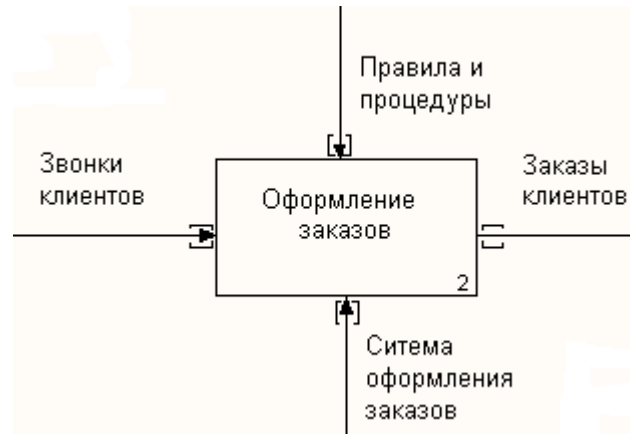 Правила и
процедуры
Звонки
клиентов
Оформление
заказов
2
Заказы
клиентов
Ситема
оформления
заказов